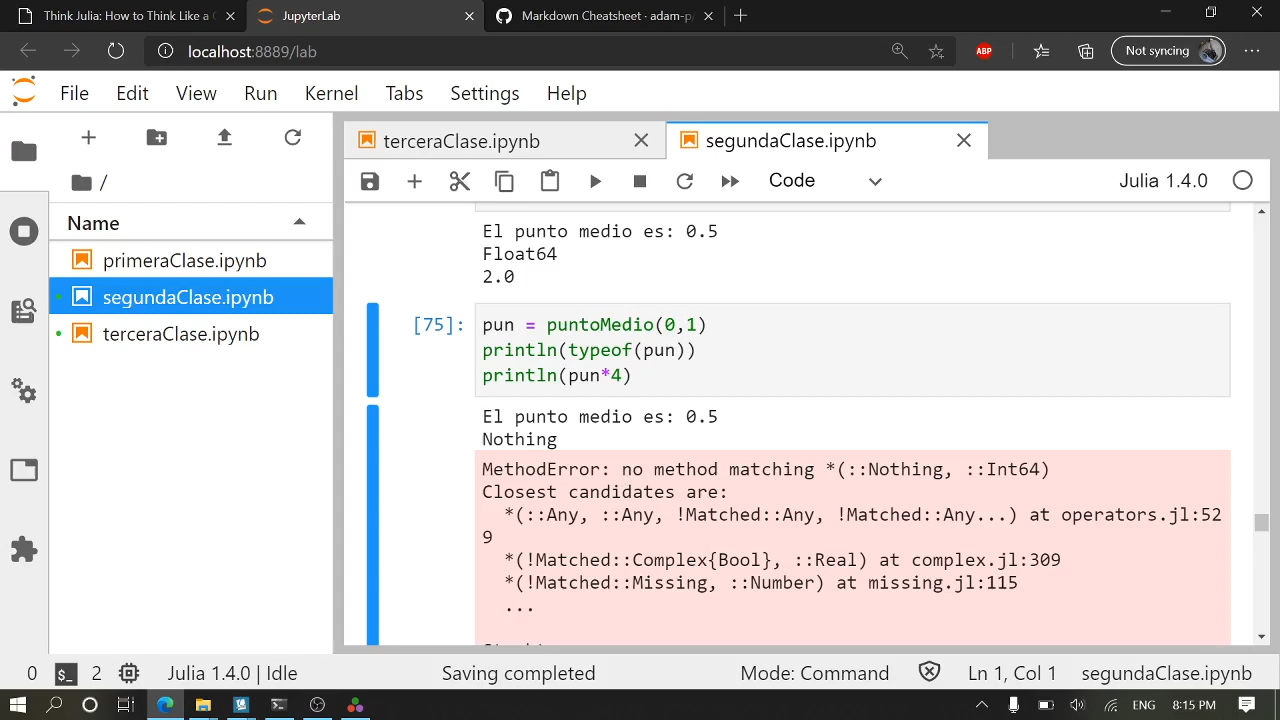 Think Julia: How to Think Like a C
JupyterLab
Markdown Cheatsheet · adam-p/
localhost:8889/lab
ABP
Not syncing
File Edit View Run Kernel Tabs Settings Help
terceraClase.ipynb
segundaClase.ipynb
/
Code
Julia 1.4.0
Name
primeraClase.ipynb
segundaClase.ipynb
terceraClase.ipynb
El punto medio es: 0.5
Float64
2.0
[75]:
pun = puntoMedio(0,1)
println(typeof(pun))
println(pun*4)
El punto medio es: 0.5
Nothing
MethodError: no method matching *(::Nothing, ::Int64)
Closest candidates are:
*(::Any, ::Any, !Matched::Any, !Matched::Any...) at operators.jl:52
9
*(!Matched::Complex{Bool}, ::Real) at complex.jl:309
*(!Matched::Missing, ::Number) at missing.jl:115
...
0 2 Julia 1.4.0 | Idle Saving completed Mode: Command Ln 1, Col 1 segundaClase.ipynb
ENG 8:15 PM